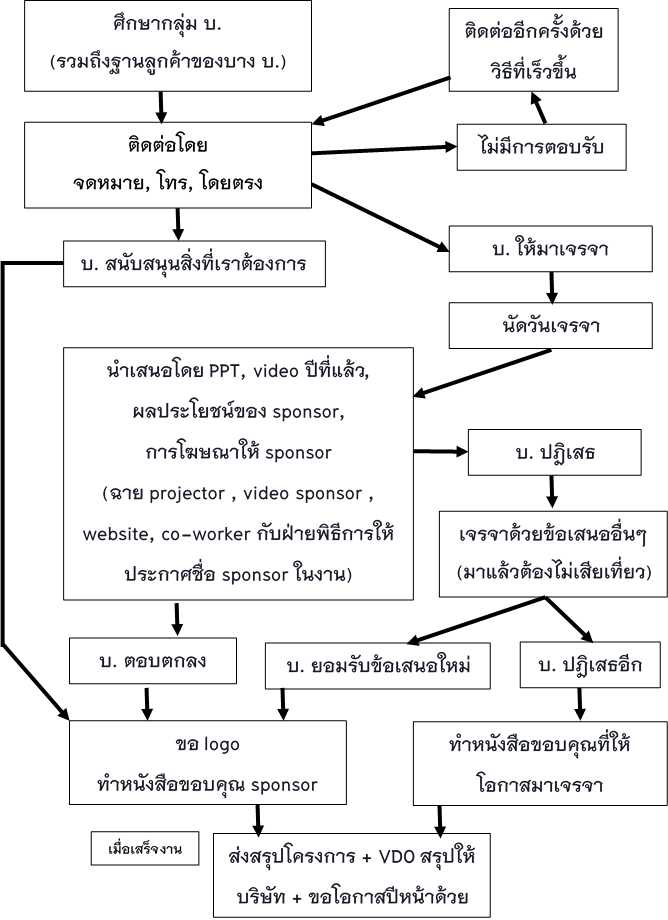 ศึกษากลุ่ม บ.
(รวมถึงฐานลูกค้าของบาง บ.)
ติดต่ออีกครั้งด้วย
วิธีที่เร็วขึ้น
ติดต่อโดย
จดหมาย, โทร, โดยตรง
ไม่มีการตอบรับ
บ. สนับสนุนสิ่งที่เราต้องการ
บ. ให้มาเจรจา
นัดวันเจรจา
นำเสนอโดย PPT, video ปีที่แล้ว,
ผลประโยชน์ของ sponsor,
การโฆษณาให้ sponsor
(ฉาย projector , video sponsor ,
website, co-worker กับฝ่ายพิธีการให้
ประกาศชื่อ sponsor ในงาน)
บ. ปฎิเสธ
เจรจาด้วยข้อเสนออื่นๆ
(มาแล้วต้องไม่เสียเที่ยว)
บ. ตอบตกลง
บ. ยอมรับข้อเสนอใหม่
บ. ปฎิเสธอีก
ขอ logo
ทำหนังสือขอบคุณ sponsor
ทำหนังสือขอบคุณที่ให้
โอกาสมาเจรจา
เมื่อเสร็จงาน
ส่งสรุปโครงการ + VDO สรุปให้
บริษัท + ขอโอกาสปีหน้าด้วย